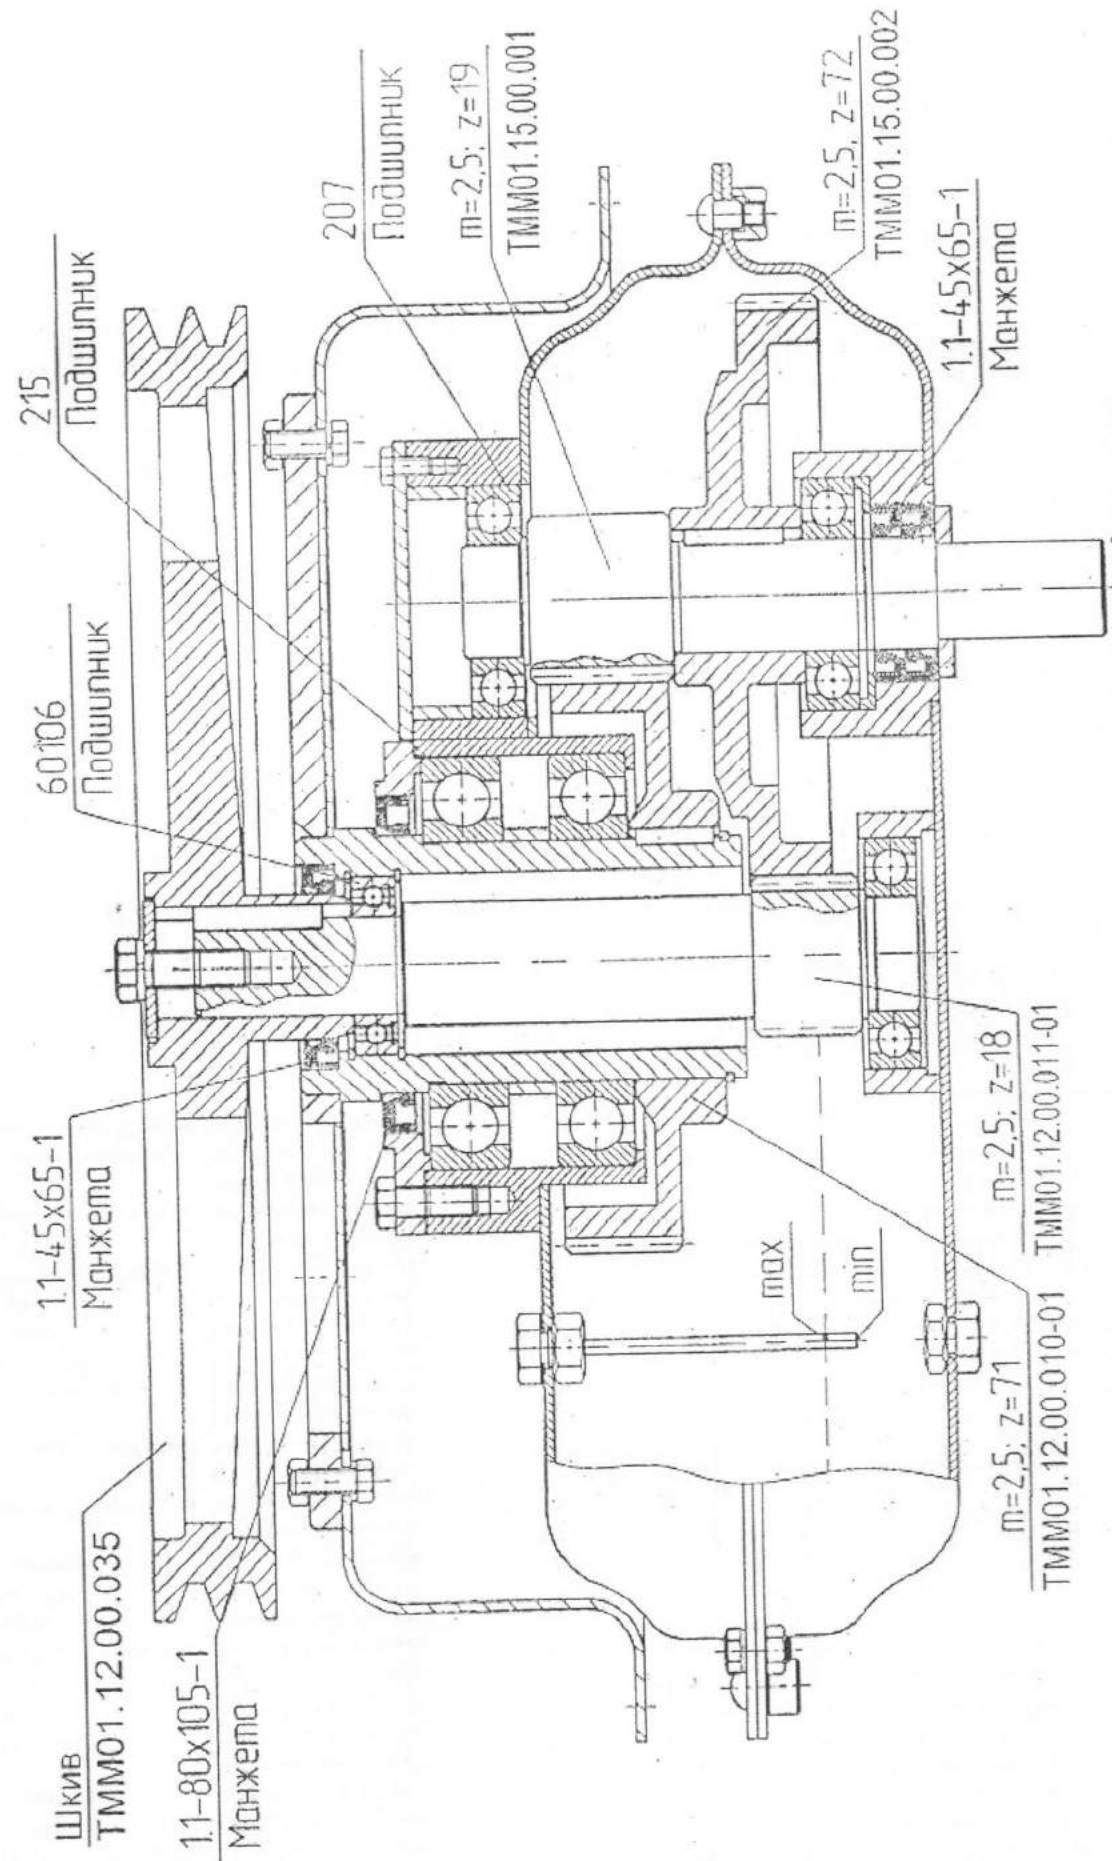 Шкив
ТММ01.12.00.035
1.1-80х105-1
Манжета
1.1-45х65-1
Манжета
60106
Подшипник
215
Подшипник
207
Подшипник
m=2,5; z=19
ТММ01.15.00.001
m=2,5, z=72
ТММ01.15.00.002
1.1-45х65-1
Манжета
max
min
m=2,5; z=71
ТММ01.12.00.010-01
m=2,5; z=18
ТММ01.12.00.011-01